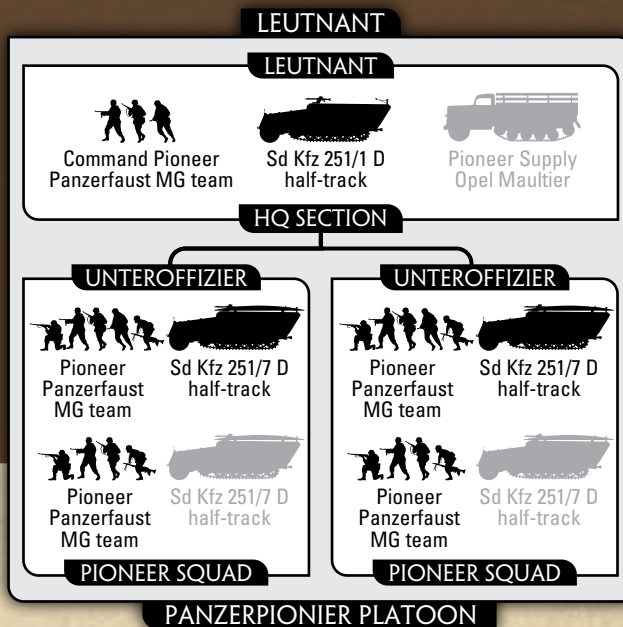 LEUTNANT
LEUTNANT
Command Pioneer
Panzerfaust MG team
Sd Kfz 251/1 D
half-track
Pioneer Supply
Opel Maultier
HQ SECTION
UNTEROFFIZIER
Pioneer
Panzerfaust
MG team
Sd Kfz 251/7 D
half-track
Pioneer
Panzerfaust
MG team
Sd Kfz 251/7 D
half-track
PIONEER SQUAD
UNTEROFFIZIER
Pioneer
Panzerfaust
MG team
Sd Kfz 251/7 D
half-track
Pioneer
Panzerfaust
MG team
Sd Kfz 251/7 D
half-track
PIONEER SQUAD
PANZERPIONIER PLATOON